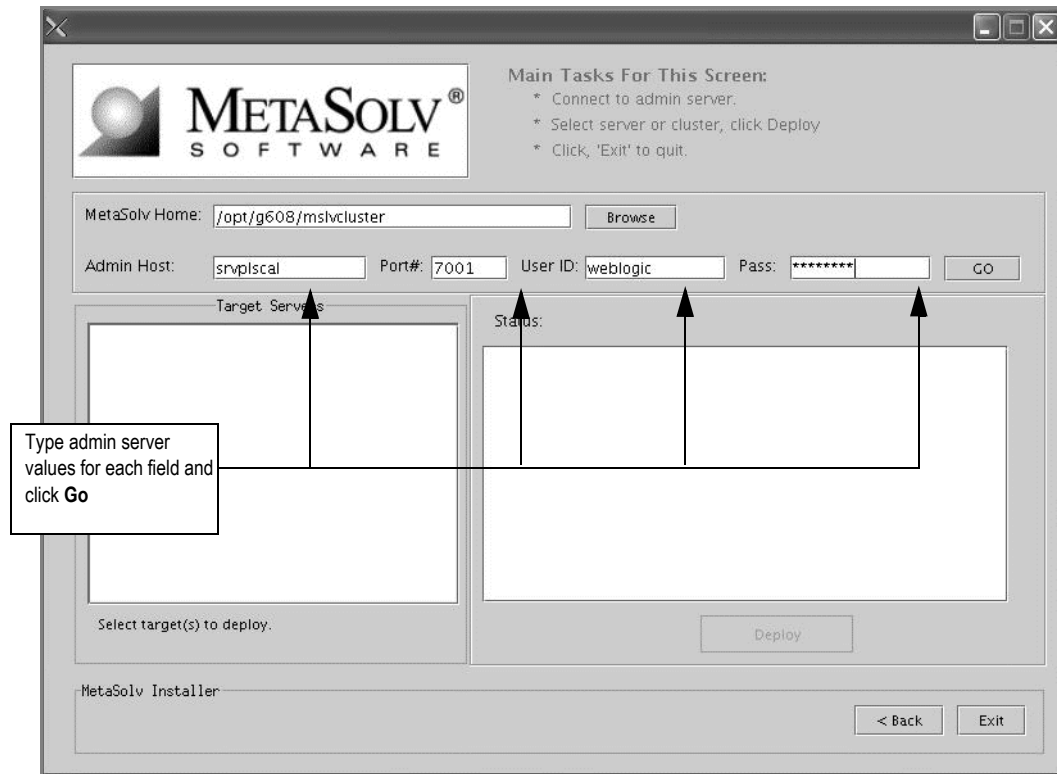 METASOLV®
SOFTWARE
Main Tasks For This Screen:
* Connect to admin server.
* Select server or cluster, click Deploy
* Click, 'Exit' to quit.
MetaSolv Home: /opt/g608/mslvcluster Browse
Admin Host: srvplscal Port#: 7001 User ID: weblogic Pass: ******** GO
Target Servers
Status:
Type admin server
values for each field and
click Go
Select target(s) to deploy.
Deploy
MetaSolv Installer
< Back Exit